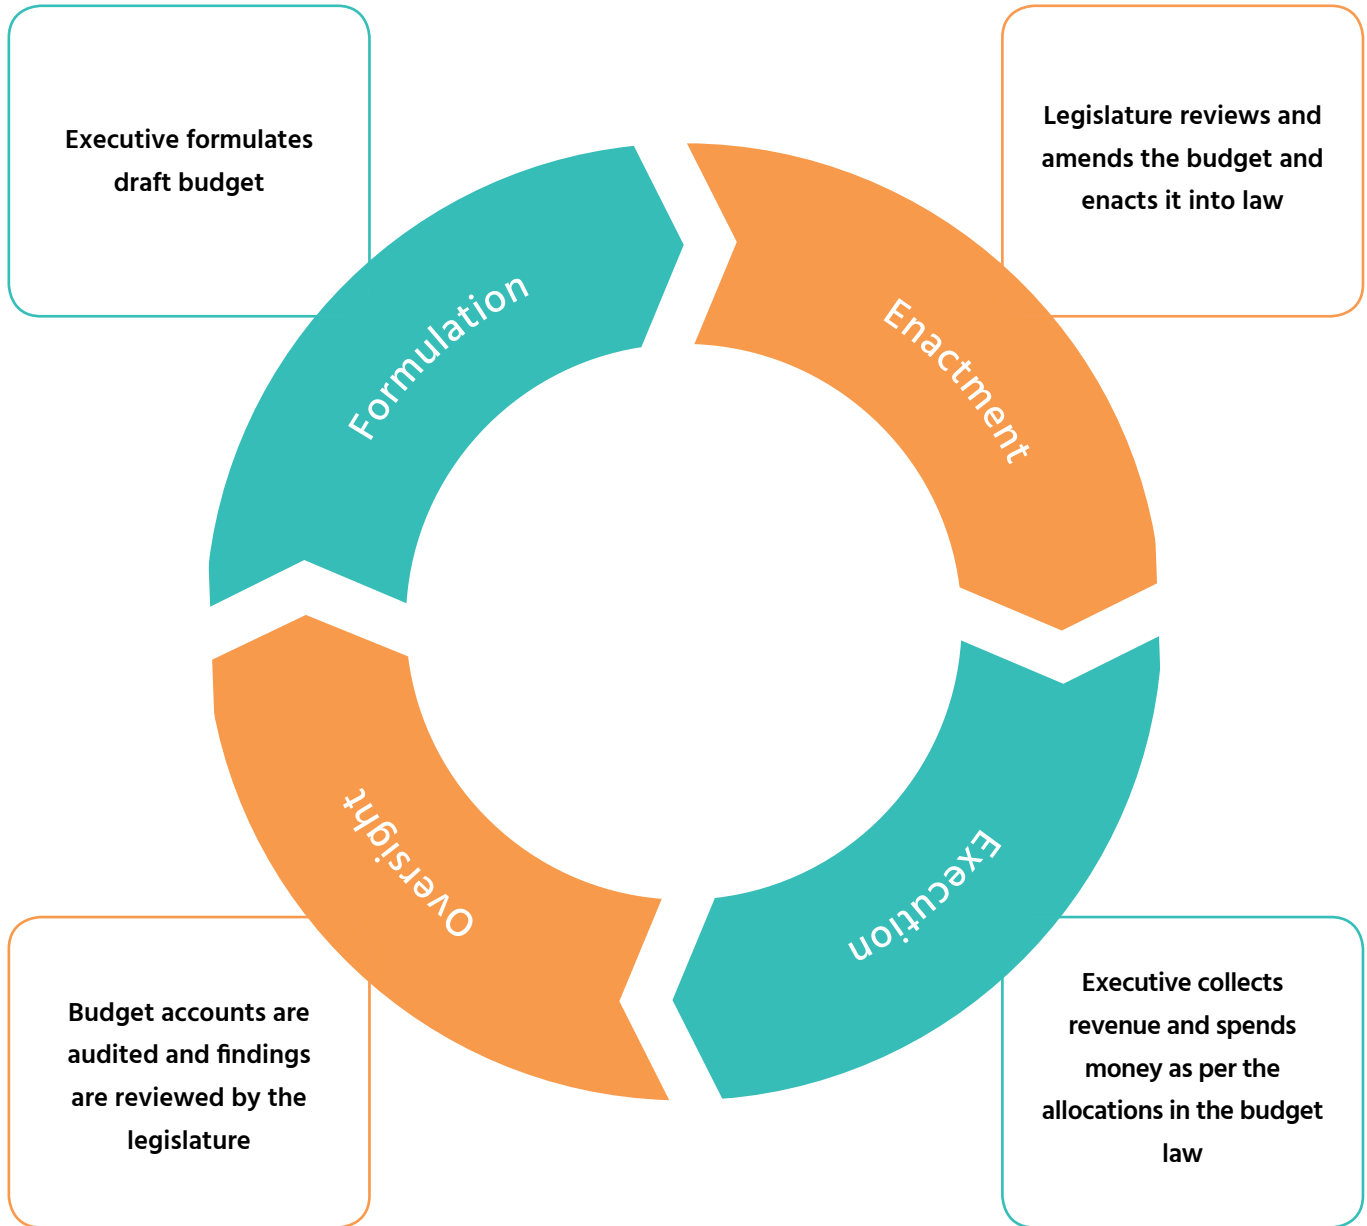 Executive formulates
draft budget
Legislature reviews and
amends the budget and
enacts it into law
Formulation
Enactment
Oversight
Execution
Budget accounts are
audited and findings
are reviewed by the
legislature
Executive collects
revenue and spends
money as per the
allocations in the budget
law